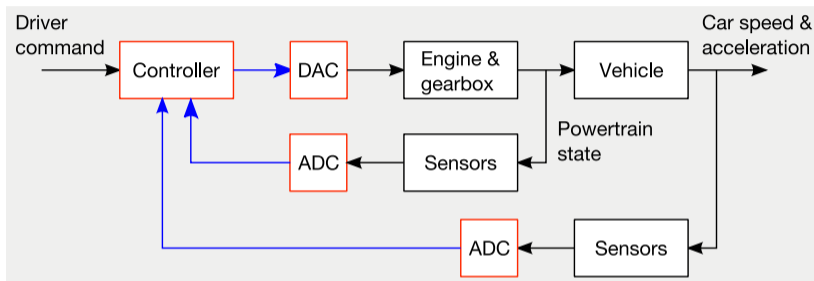 Driver
command
Controller
DAC
Engine &
gearbox
Vehicle
Car speed &
acceleration
Powertrain
state
ADC
Sensors
ADC
Sensors